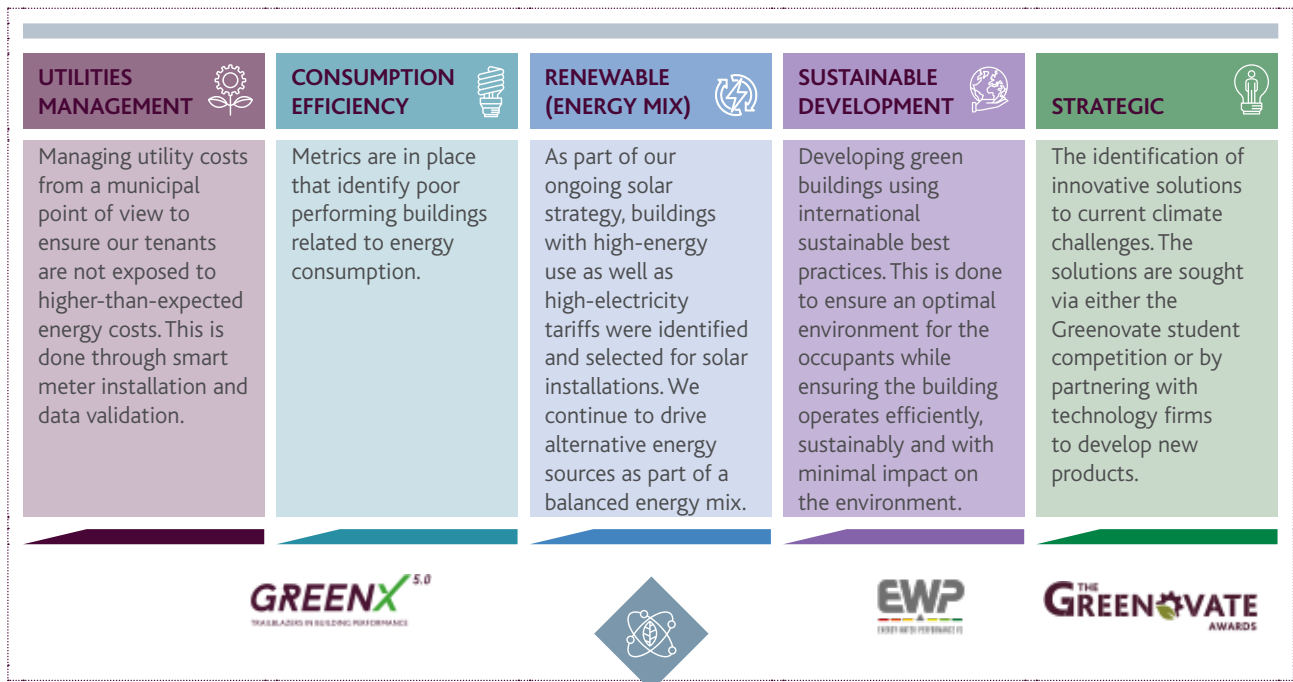 UTILITIES
MANAGEMENT
Managing utility costs
from a municipal
point of view to
ensure our tenants
are not exposed to
higher-than-expected
energy costs. This is
done through smart
meter installation and
data validation.
CONSUMPTION
EFFICIENCY
Metrics are in place
that identify poor
performing buildings
related to energy
consumption.
RENEWABLE
(ENERGY MIX)
As part of our
ongoing solar
strategy, buildings
with high-energy
use as well as
high-electricity
tariffs were identified
and selected for solar
installations. We
continue to drive
alternative energy
sources as part of a
balanced energy mix.
SUSTAINABLE
DEVELOPMENT
Developing green
buildings using
international
sustainable best
practices. This is done
to ensure an optimal
environment for the
occupants while
ensuring the building
operates efficiently,
sustainably and with
minimal impact on
the environment.
STRATEGIC
The identification of
innovative solutions
to current climate
challenges. The
solutions are sought
via either the
Greenovate student
competition or by
partnering with
technology firms
to develop new
products.
GREENX 5.0
TRAILBLAZERS IN BUILDING PERFORMANCE
EWP
ENERGY WATER PERFORMANCE
THE
GREENOVATE
AWARDS